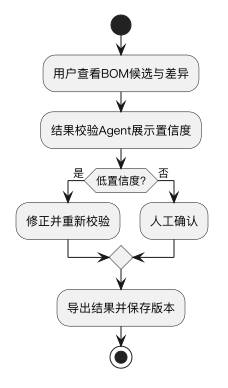 用户查看BOM候选与差异
结果校验Agent展示置信度
是
低置信度?
否
修正并重新校验
人工确认
导出结果并保存版本